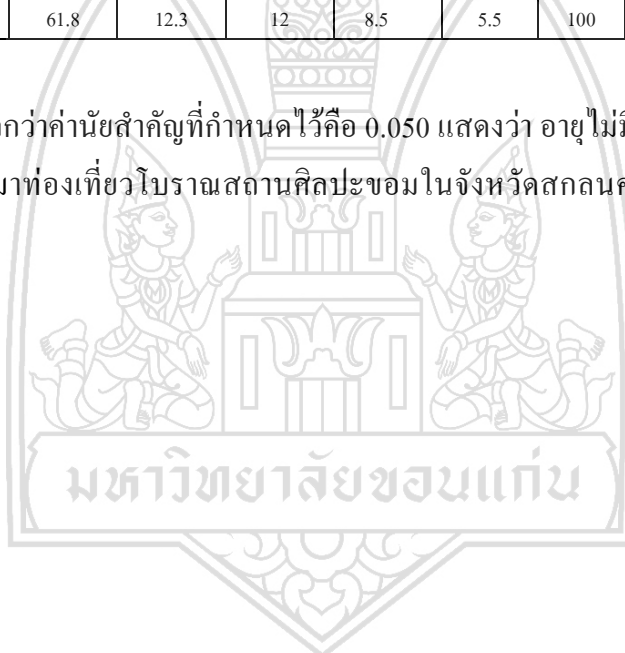 61.8 12.3 12 8.5 5.5 100
กว่าค่านัยสำคัญที่กำหนดไว้คือ 0.050 แสดงว่า อายุไม่มี
มาท่องเที่ยวโบราณสถานศิลปะขอมในจังหวัดสกลนค
มหาวิทยาลัยขอนแก่น